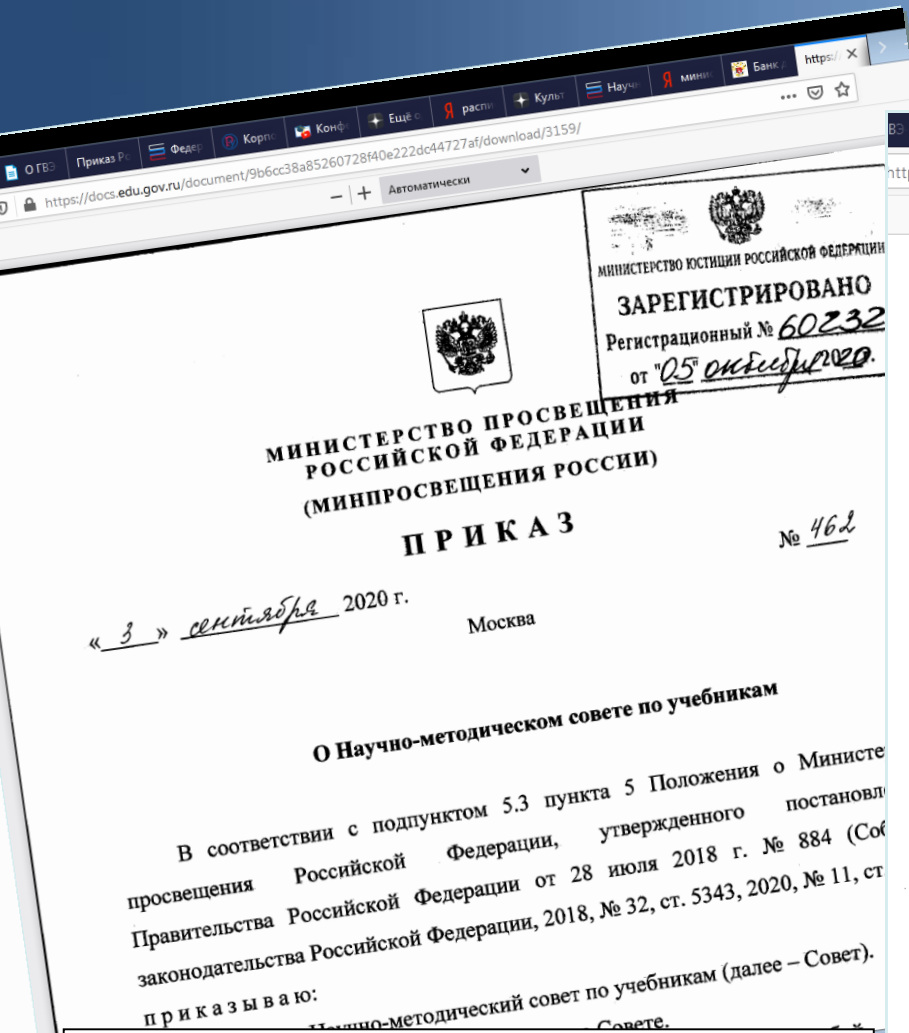 О ГВЭ
Приказ Р
Федер
Корпо
Конф
Ещё о
распи
Культ
Научн
мини
Банк
https:/
https://docs.edu.gov.ru/document/9b6cc38a85260728f40e222dc44727af/download/3159/
Автоматически
МИНИСТЕРСТВО ЮСТИЦИИ РОССИЙСКОЙ ФЕДЕРАЦИИ
ЗАРЕГИСТРИРОВАНО
Регистрационный № 60232
от "05" октября 2020.
МИНИСТЕРСТВО ПРОСВЕЩЕНИЯ
РОССИЙСКОЙ ФЕДЕРАЦИИ
(МИНПРОСВЕЩЕНИЯ РОССИИ)
ПРИКАЗ
№ 462
«3» сентября 2020 г.
Москва
О Научно-методическом совете по учебникам
В соответствии с подпунктом 5.3 пункта 5 Положения о Министе
просвещения Российской Федерации, утвержденного постановл
Правительства Российской Федерации от 28 июля 2018 г. № 884 (Соб
законодательства Российской Федерации, 2018, № 32, ст. 5343, 2020, № 11, ст
приказываю:
Научно-методический совет по учебникам (далее – Совет).
Совете.